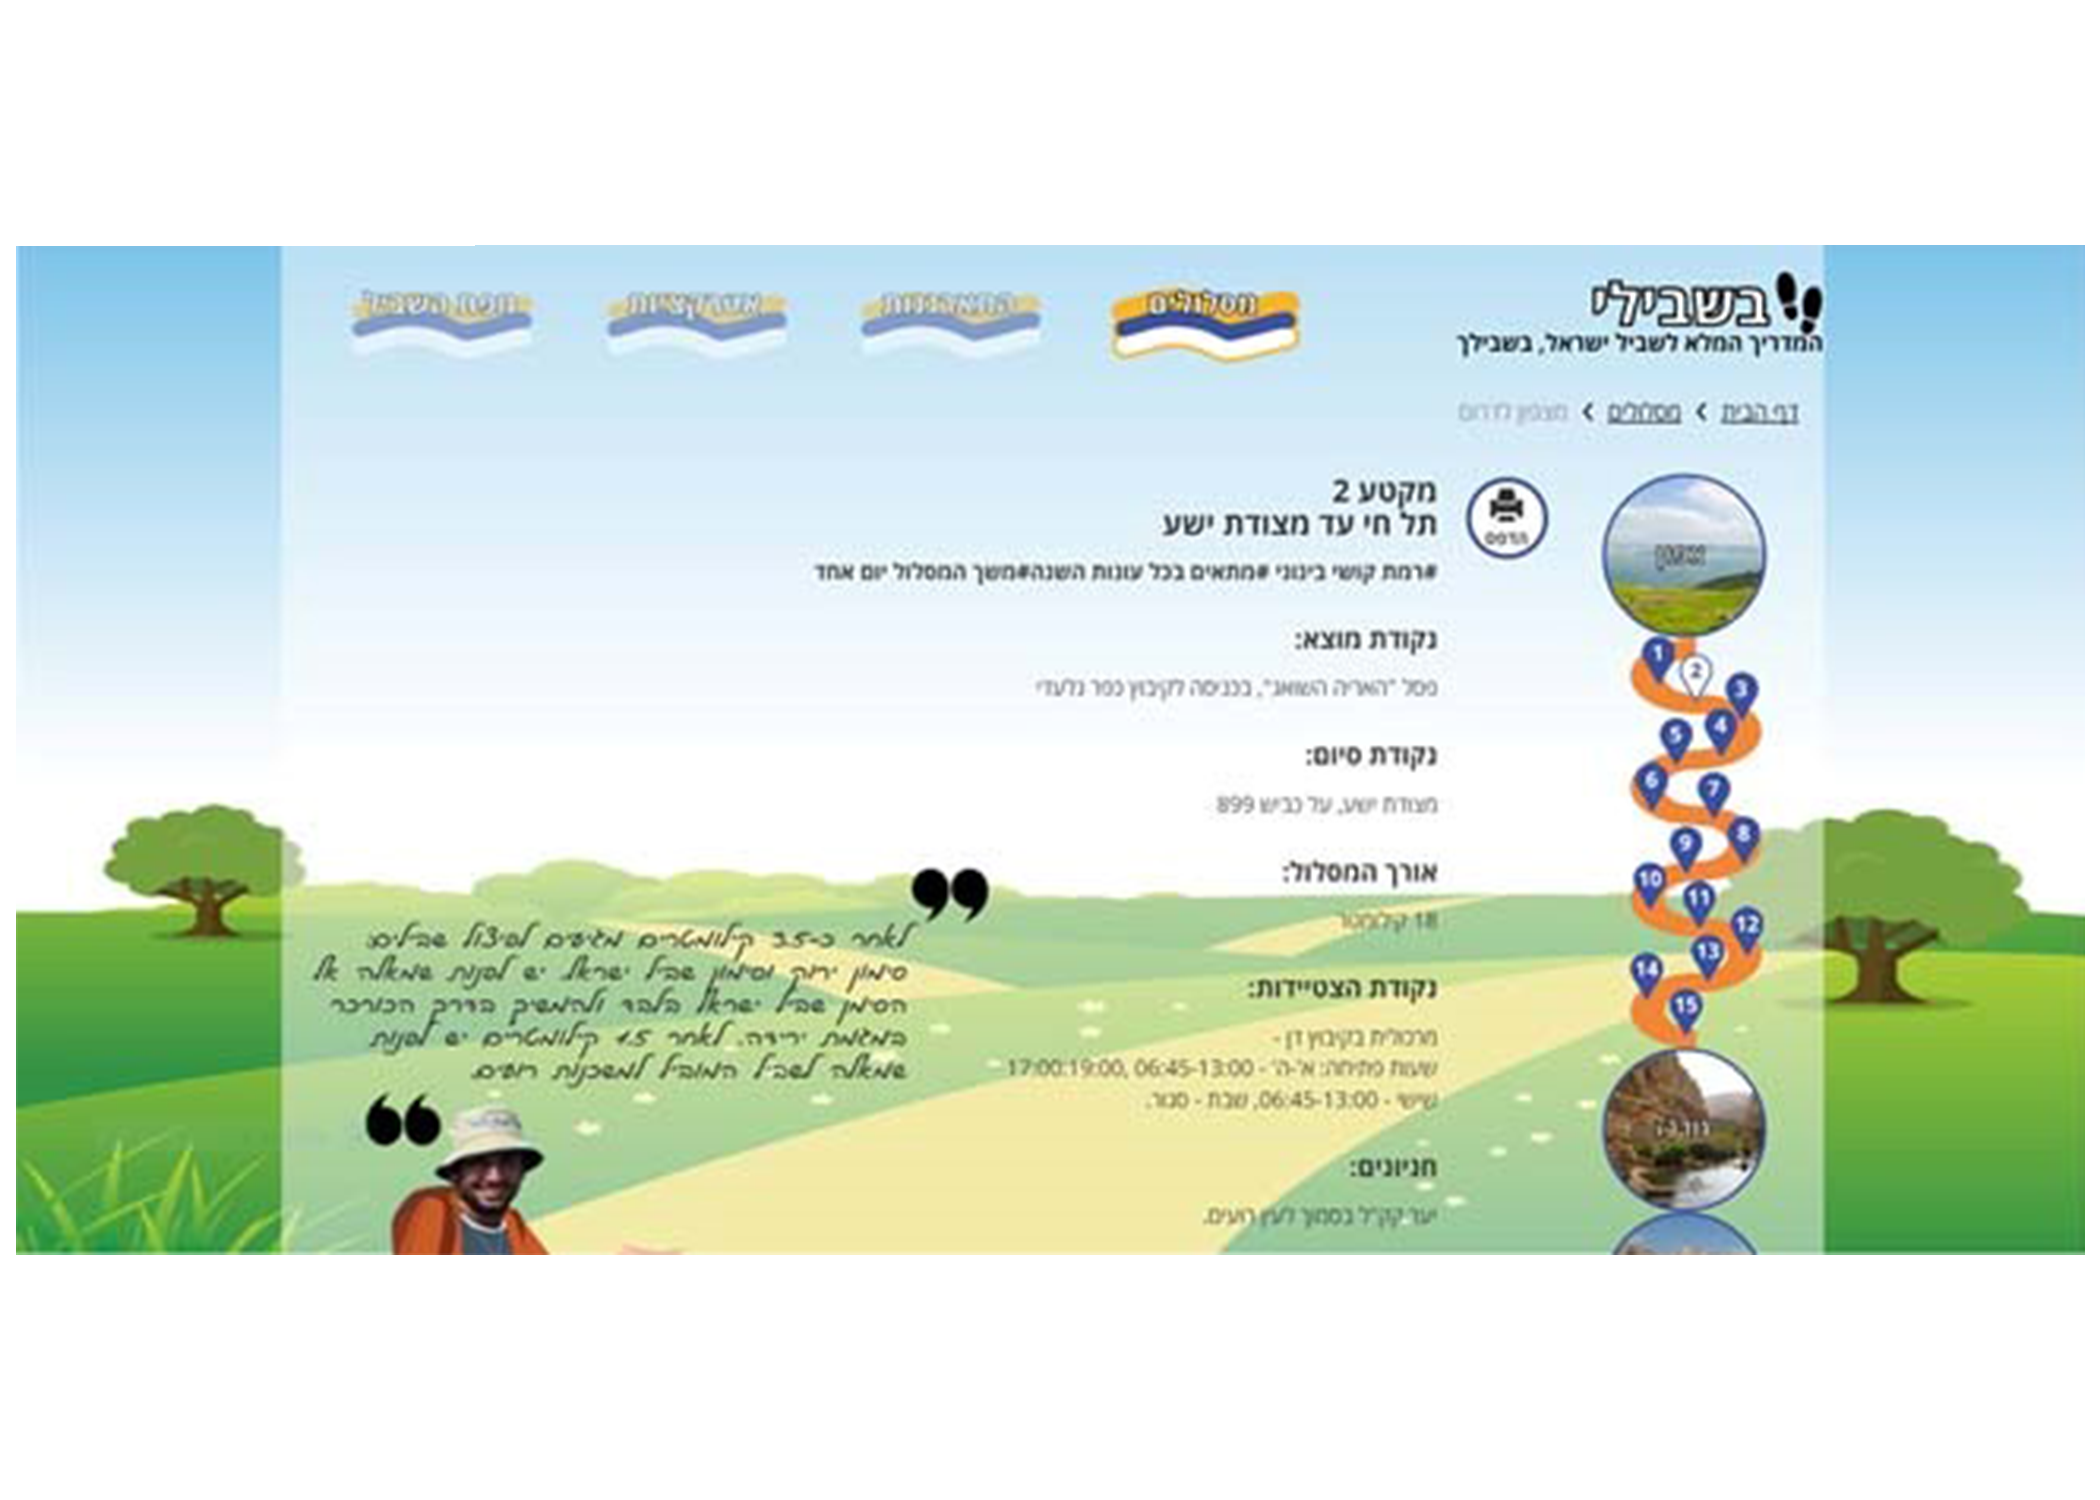 בשבילי
המדריך המלא לשביל ישראל, בשבילך
מסלולים
התארגנות
אטרקציות
מפת השביל
דף הבית > מסלולים > מצפון לדרום
הדפס
מקטע 2
תל חי עד מצודת ישע
#רמת קושי בינוני #מתאים בכל עונות השנה#משך המסלול יום אחד
נקודת מוצא:
פסל "האריה השואג", בכניסה לקיבוץ כפר גלעדי
נקודת סיום:
מצודת ישע, על כביש 899
אורך המסלול:
18 קילומטר
נקודת הצטיידות:
מרכולית בקיבוץ דן -
שעות פתיחה: א'-ה' - 06:45-13:00 ,17:00:19:00
שישי - 06:45-13:00, שבת - סגור.
חניונים:
יער קק"ל בסמוך לעין רועים.
צפון
1
2
3
4
5
6
7
8
9
10
11
12
13
14
15
לאחר כ-3.5 קילומטרים מגיעים לפיצול שבילים:
סימון ירוק וסימון שביל ישראל. יש לפנות שמאלה אל
הסימן שביל ישראל בלבד ולהמשיך בדרך הכורכר
במגמת ירידה. לאחר 4.5 קילומטרים יש לפנות
שמאלה לשביל המוביל למשכנות רועים.